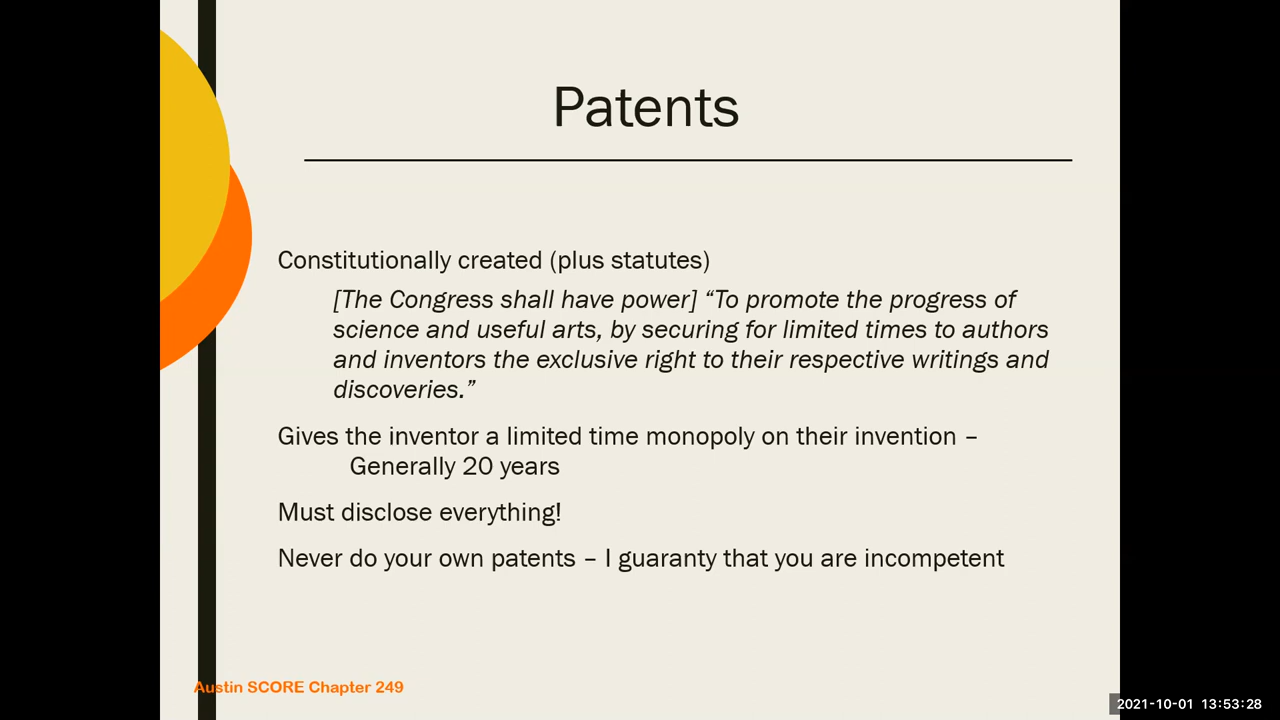 Patents
Constitutionally created (plus statutes)
[The Congress shall have power] “To promote the progress of
science and useful arts, by securing for limited times to authors
and inventors the exclusive right to their respective writings and
discoveries.”
Gives the inventor a limited time monopoly on their invention –
Generally 20 years
Must disclose everything!
Never do your own patents – I guaranty that you are incompetent
Austin SCORE Chapter 249
2021-10-01 13:53:28